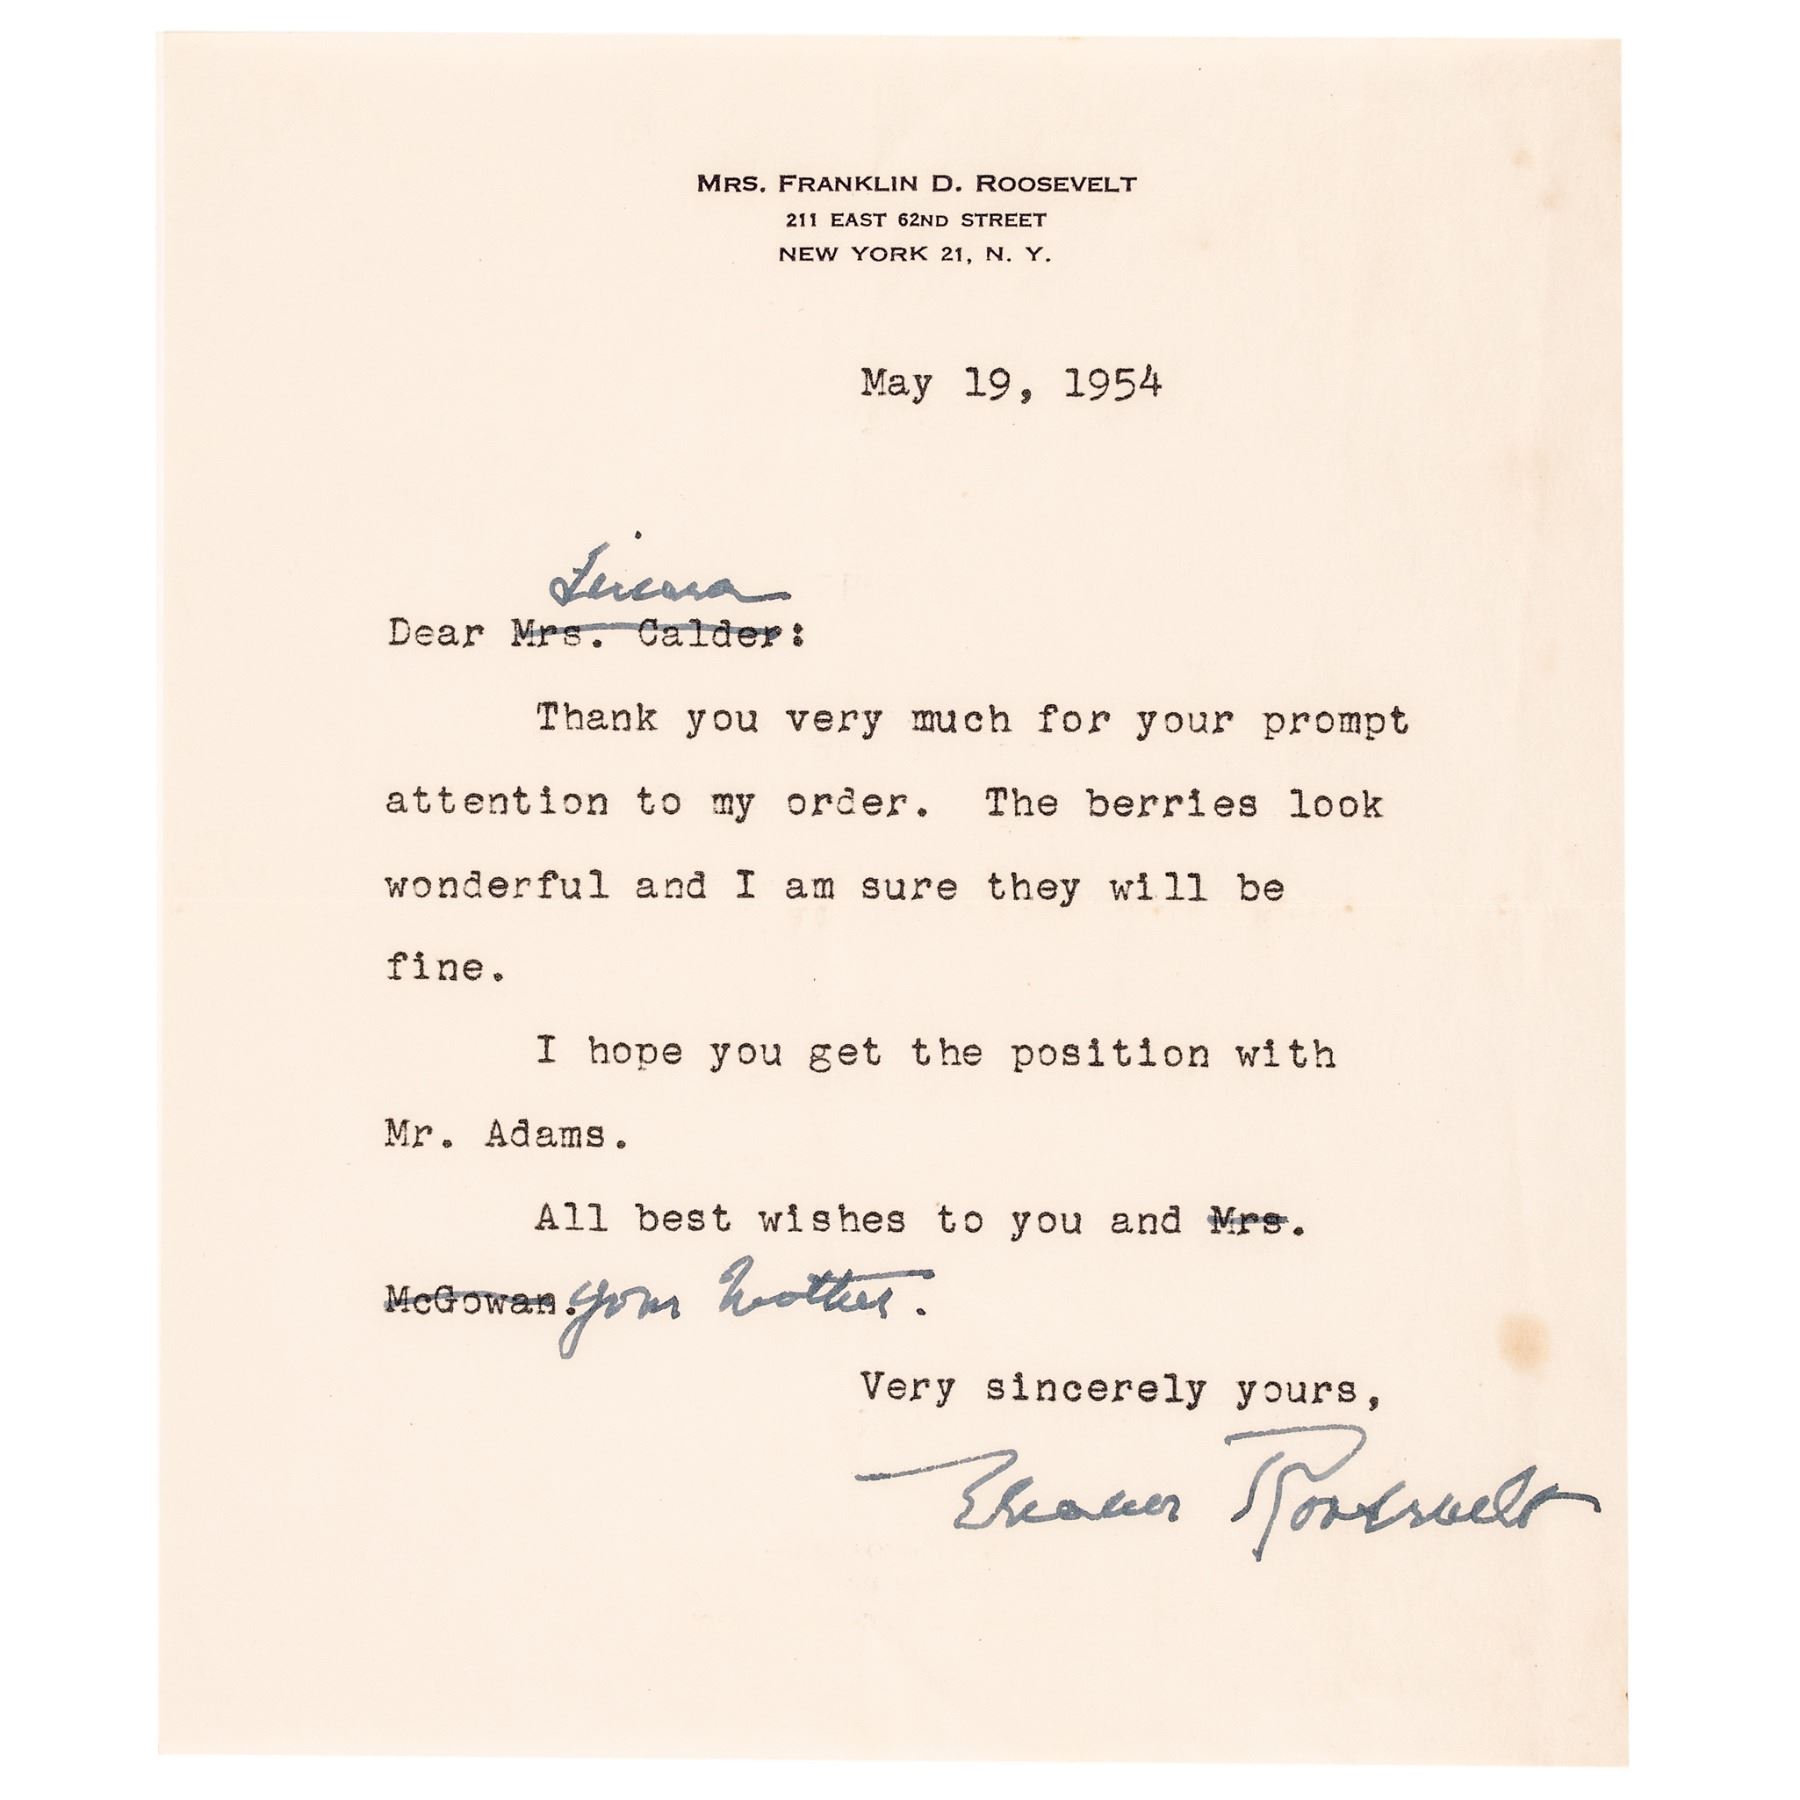 MRS. FRANKLIN D. ROOSEVELT
211 EAST 62ND STREET
NEW YORK 21, N. Y.
May 19, 1954
Dear Mrs. Calder:
Thank you very much for your prompt
attention to my order. The berries look
wonderful and I am sure they will be
fine.
I hope you get the position with
Mr. Adams.
All best wishes to you and Mrs.
McGowan. your Mother.
Very sincerely yours,
Eleanor Roosevelt